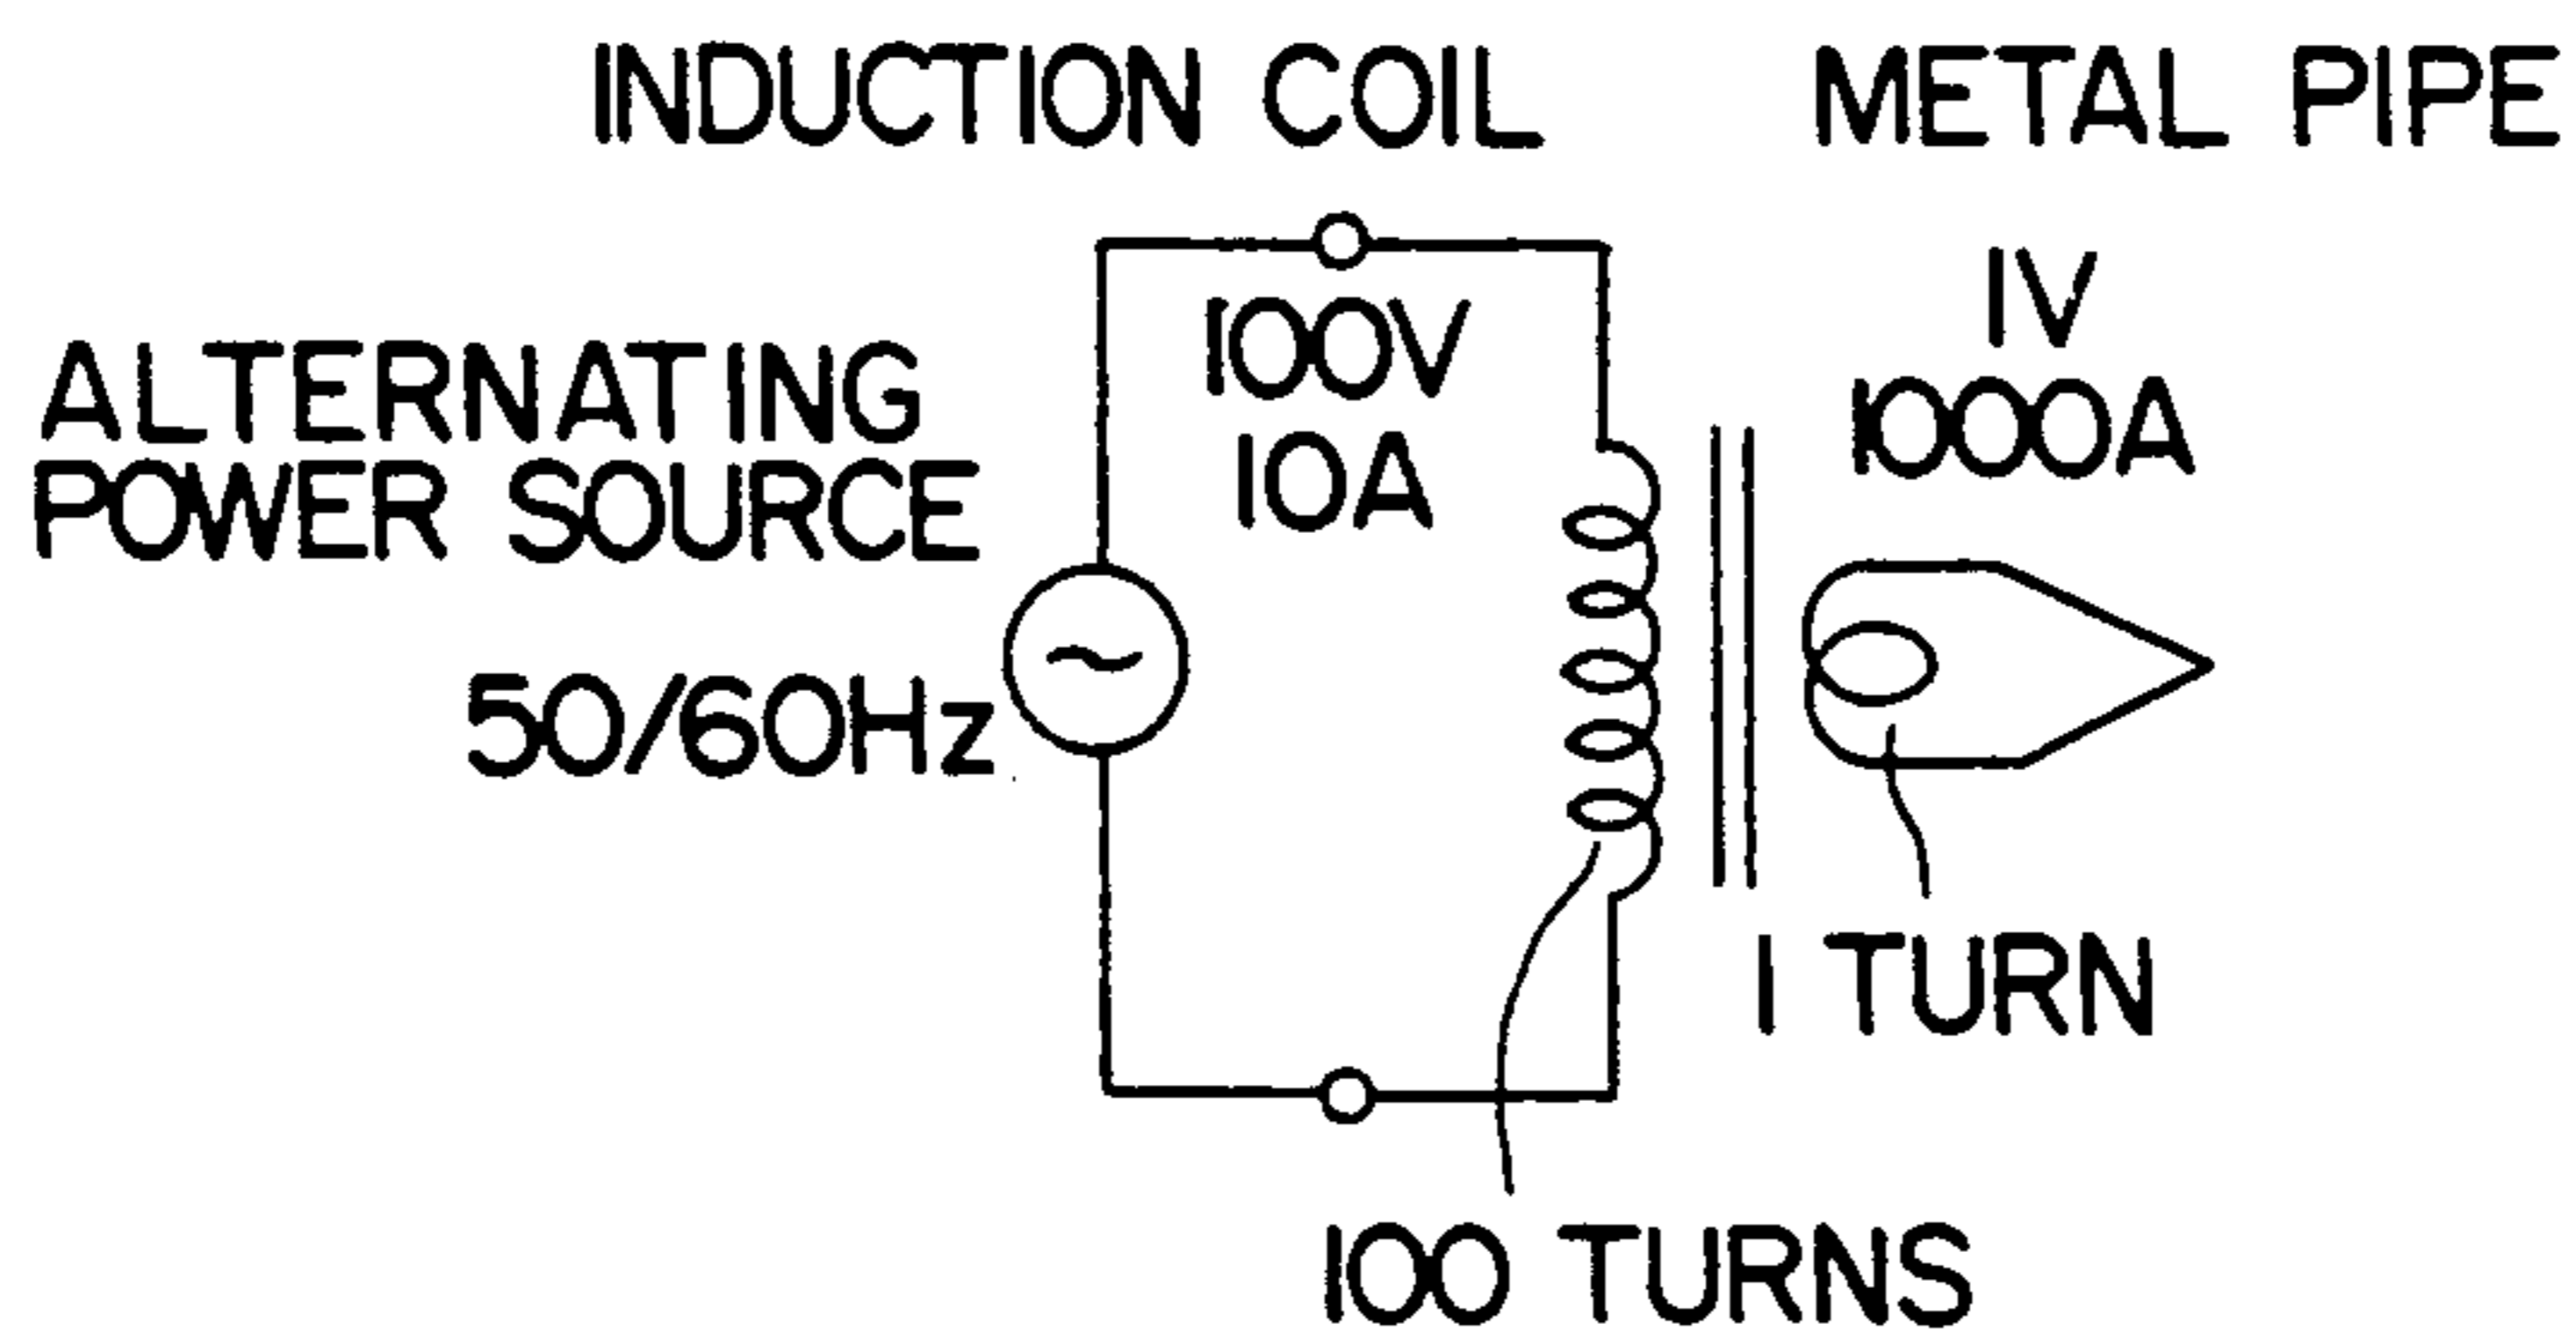 INDUCTION COIL
METAL PIPE
ALTERNATING
POWER SOURCE
50/60Hz
~
100V
10A
1V
1000A
1 TURN
100 TURNS